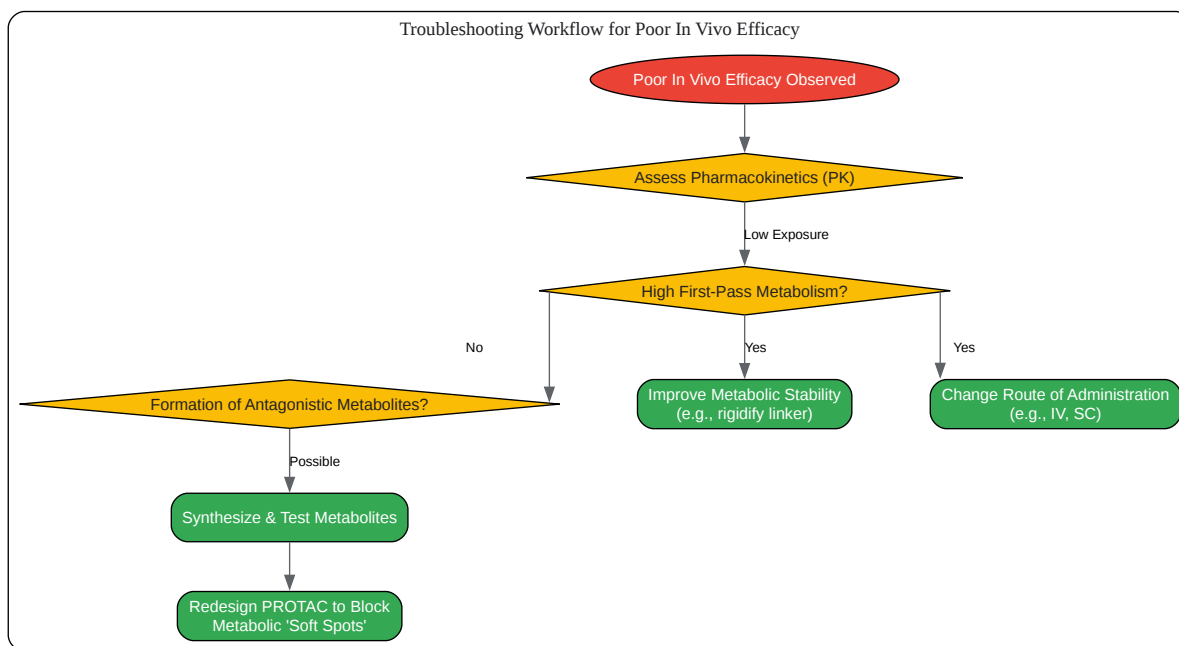 Troubleshooting Workflow for Poor In Vivo Efficacy
Poor In Vivo Efficacy Observed
Assess Pharmacokinetics (PK)
Low Exposure
High First-Pass Metabolism?
No
Yes
Yes
Formation of Antagonistic Metabolites?
Improve Metabolic Stability
(e.g., rigidify linker)
Change Route of Administration
(e.g., IV, SC)
Possible
Synthesize & Test Metabolites
Redesign PROTAC to Block
Metabolic 'Soft Spots'